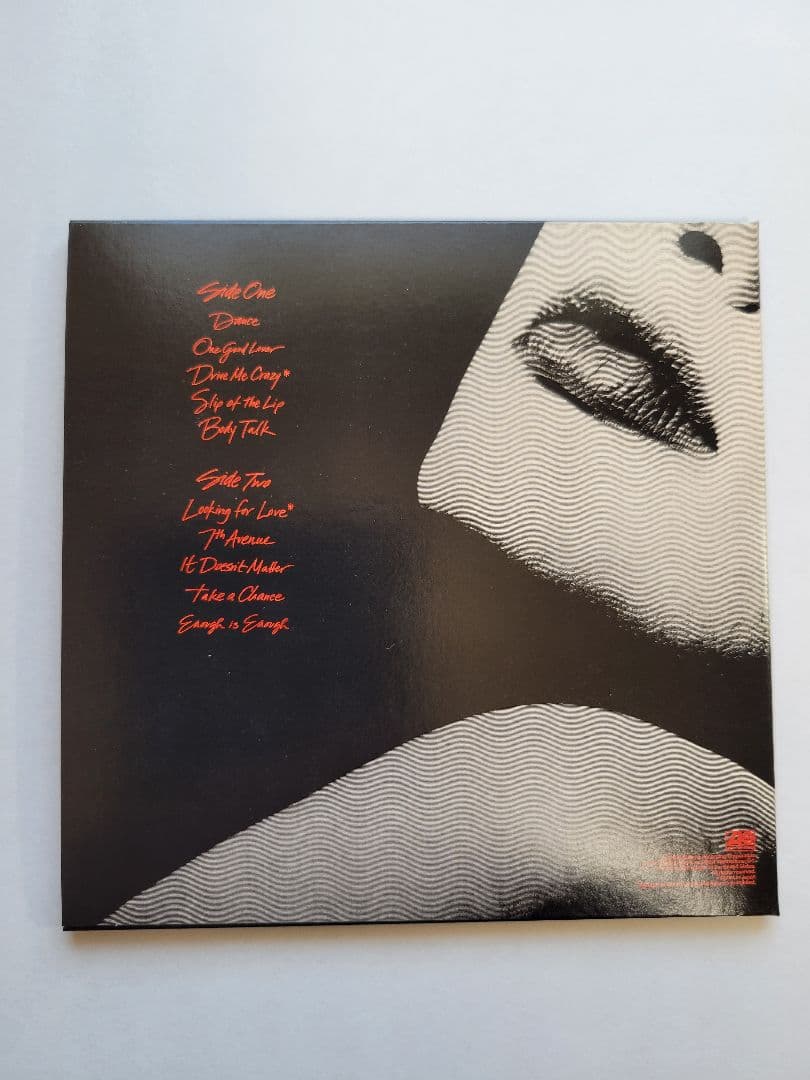 Side One
Dance
One Good Lover
Drive Me Crazy*
Slip of the Lip
Body Talk
Side Two
Looking for Love*
7th Avenue
It Doesn't Matter
Take a Chance
Enough is Enough